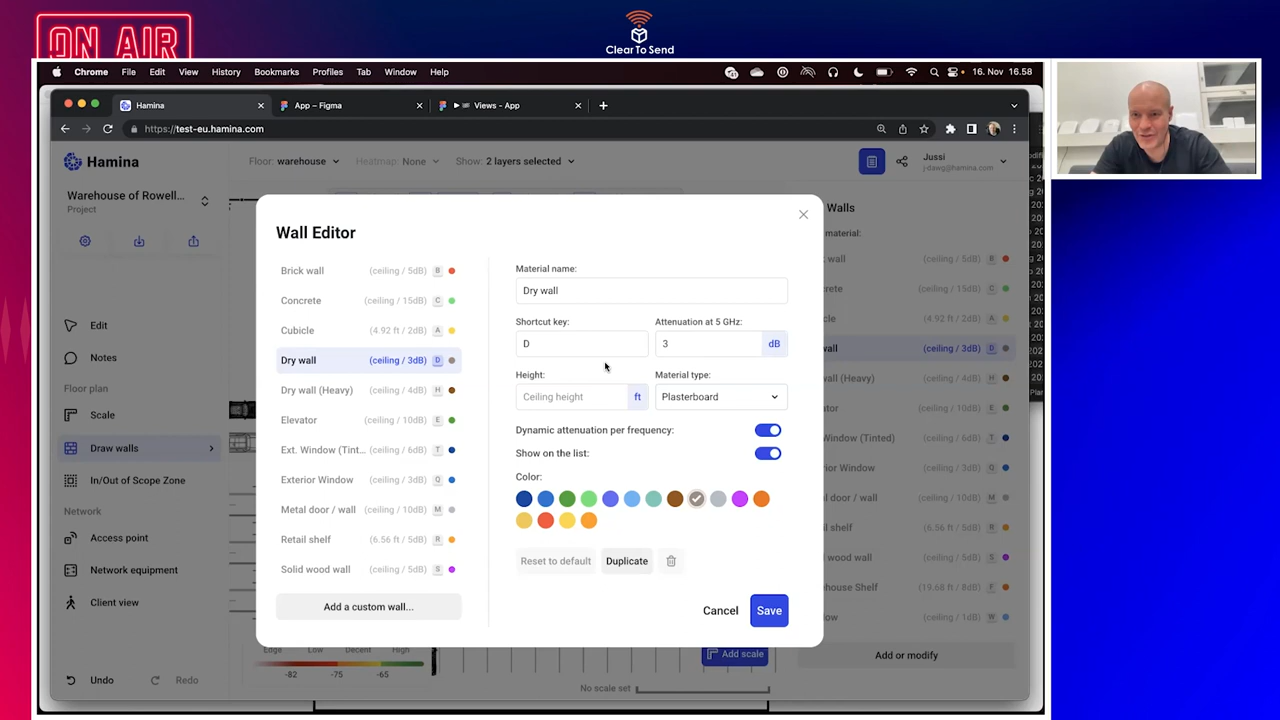 ON AIR
Clear To Send
Chrome File Edit View History Bookmarks Profiles Tab Window Help
16. Nov 16.58
Hamina
App – Figma
Views - App
https://test-eu.hamina.com
Hamina
Floor: warehouse
Heatmap None
Show: 2 layers selected
Jussi
j-dawg@hamina.com
Warehouse of Rowell...
Project
Edit
Notes
Floor plan
Scale
Draw walls
In/Out of Scope Zone
Network
Access point
Network equipment
Client view
Undo
Redo
Wall Editor
Brick wall (ceiling / 5dB) B
Concrete (ceiling / 15dB) C
Cubicle (4.92 ft / 2dB) A
Dry wall (ceiling / 3dB) D
Dry wall (Heavy) (ceiling / 4dB) H
Elevator (ceiling / 10dB) E
Ext. Window (Tint... (ceiling / 6dB) T
Exterior Window (ceiling / 3dB) Q
Metal door / wall (ceiling / 10dB) M
Retail shelf (6.56 ft / 2dB) R
Solid wood wall (ceiling / 5dB) S
Add a custom wall...
Material name:
Dry wall
Shortcut key:
D
Attenuation at 5 GHz:
3 dB
Height:
Ceiling height ft
Material type:
Plasterboard
Dynamic attenuation per frequency:
Show on the list:
Color:
Reset to default
Duplicate
Cancel
Save
Walls
material:
wall (ceiling / 5dB) B
crete (ceiling / 15dB) C
cle (4.92 ft / 2dB) A
wall (ceiling / 3dB) D
wall (Heavy) (ceiling / 4dB) H
ator (ceiling / 10dB) E
Window (Tinted) (ceiling / 6dB) T
ior Window (ceiling / 3dB) Q
l door / wall (ceiling / 10dB) M
il shelf (6.56 ft / 2dB) R
wood wall (ceiling / 5dB) S
house Shelf (19.68 ft / 8dB) F
ow (ceiling / 1dB) W
Add or modify
Edge Low Decent High
-82 -75 -65
Add scale
No scale set